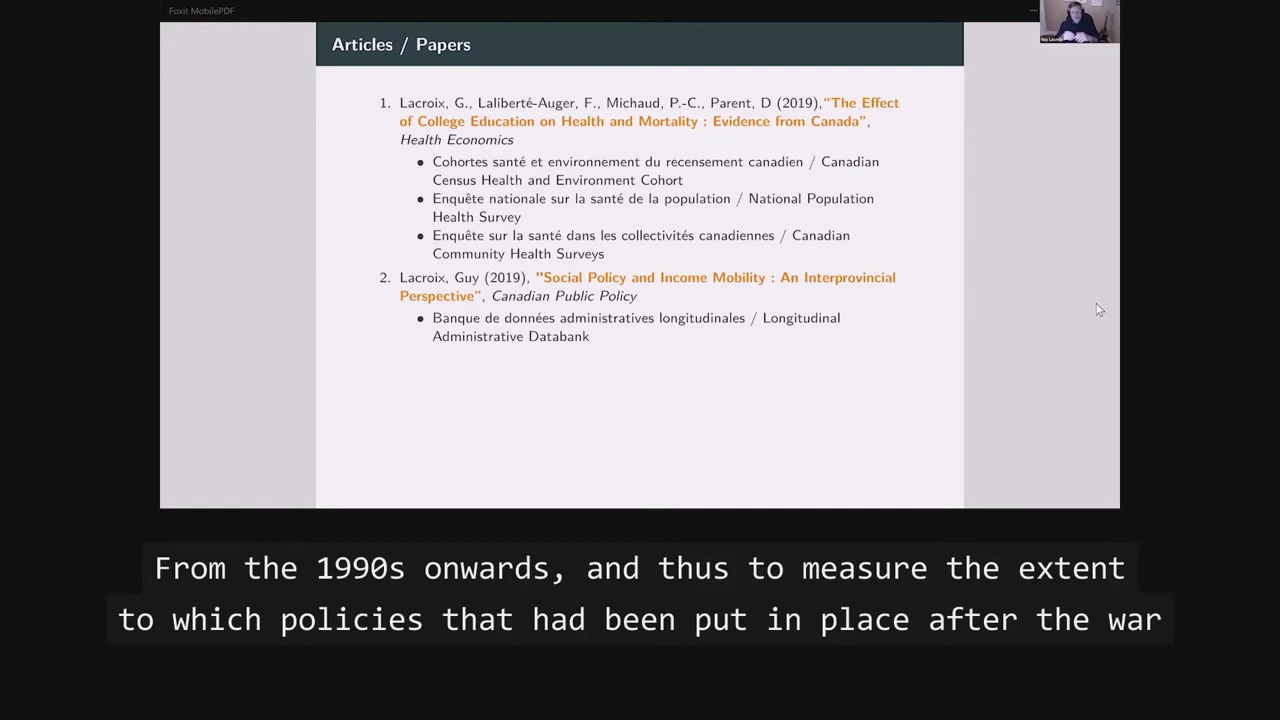 Foxit MobilePDF
Articles / Papers
1. Lacroix, G., Laliberté-Auger, F., Michaud, P.-C., Parent, D (2019),“The Effect
of College Education on Health and Mortality : Evidence from Canada”,
Health Economics
• Cohortes santé et environnement du recensement canadien / Canadian
Census Health and Environment Cohort
• Enquête nationale sur la santé de la population / National Population
Health Survey
• Enquête sur la santé dans les collectivités canadiennes / Canadian
Community Health Surveys
2. Lacroix, Guy (2019), "Social Policy and Income Mobility : An Interprovincial
Perspective”, Canadian Public Policy
• Banque de données administratives longitudinales / Longitudinal
Administrative Databank
Guy Lacroix
From the 1990s onwards, and thus to measure the extent
to which policies that had been put in place after the war